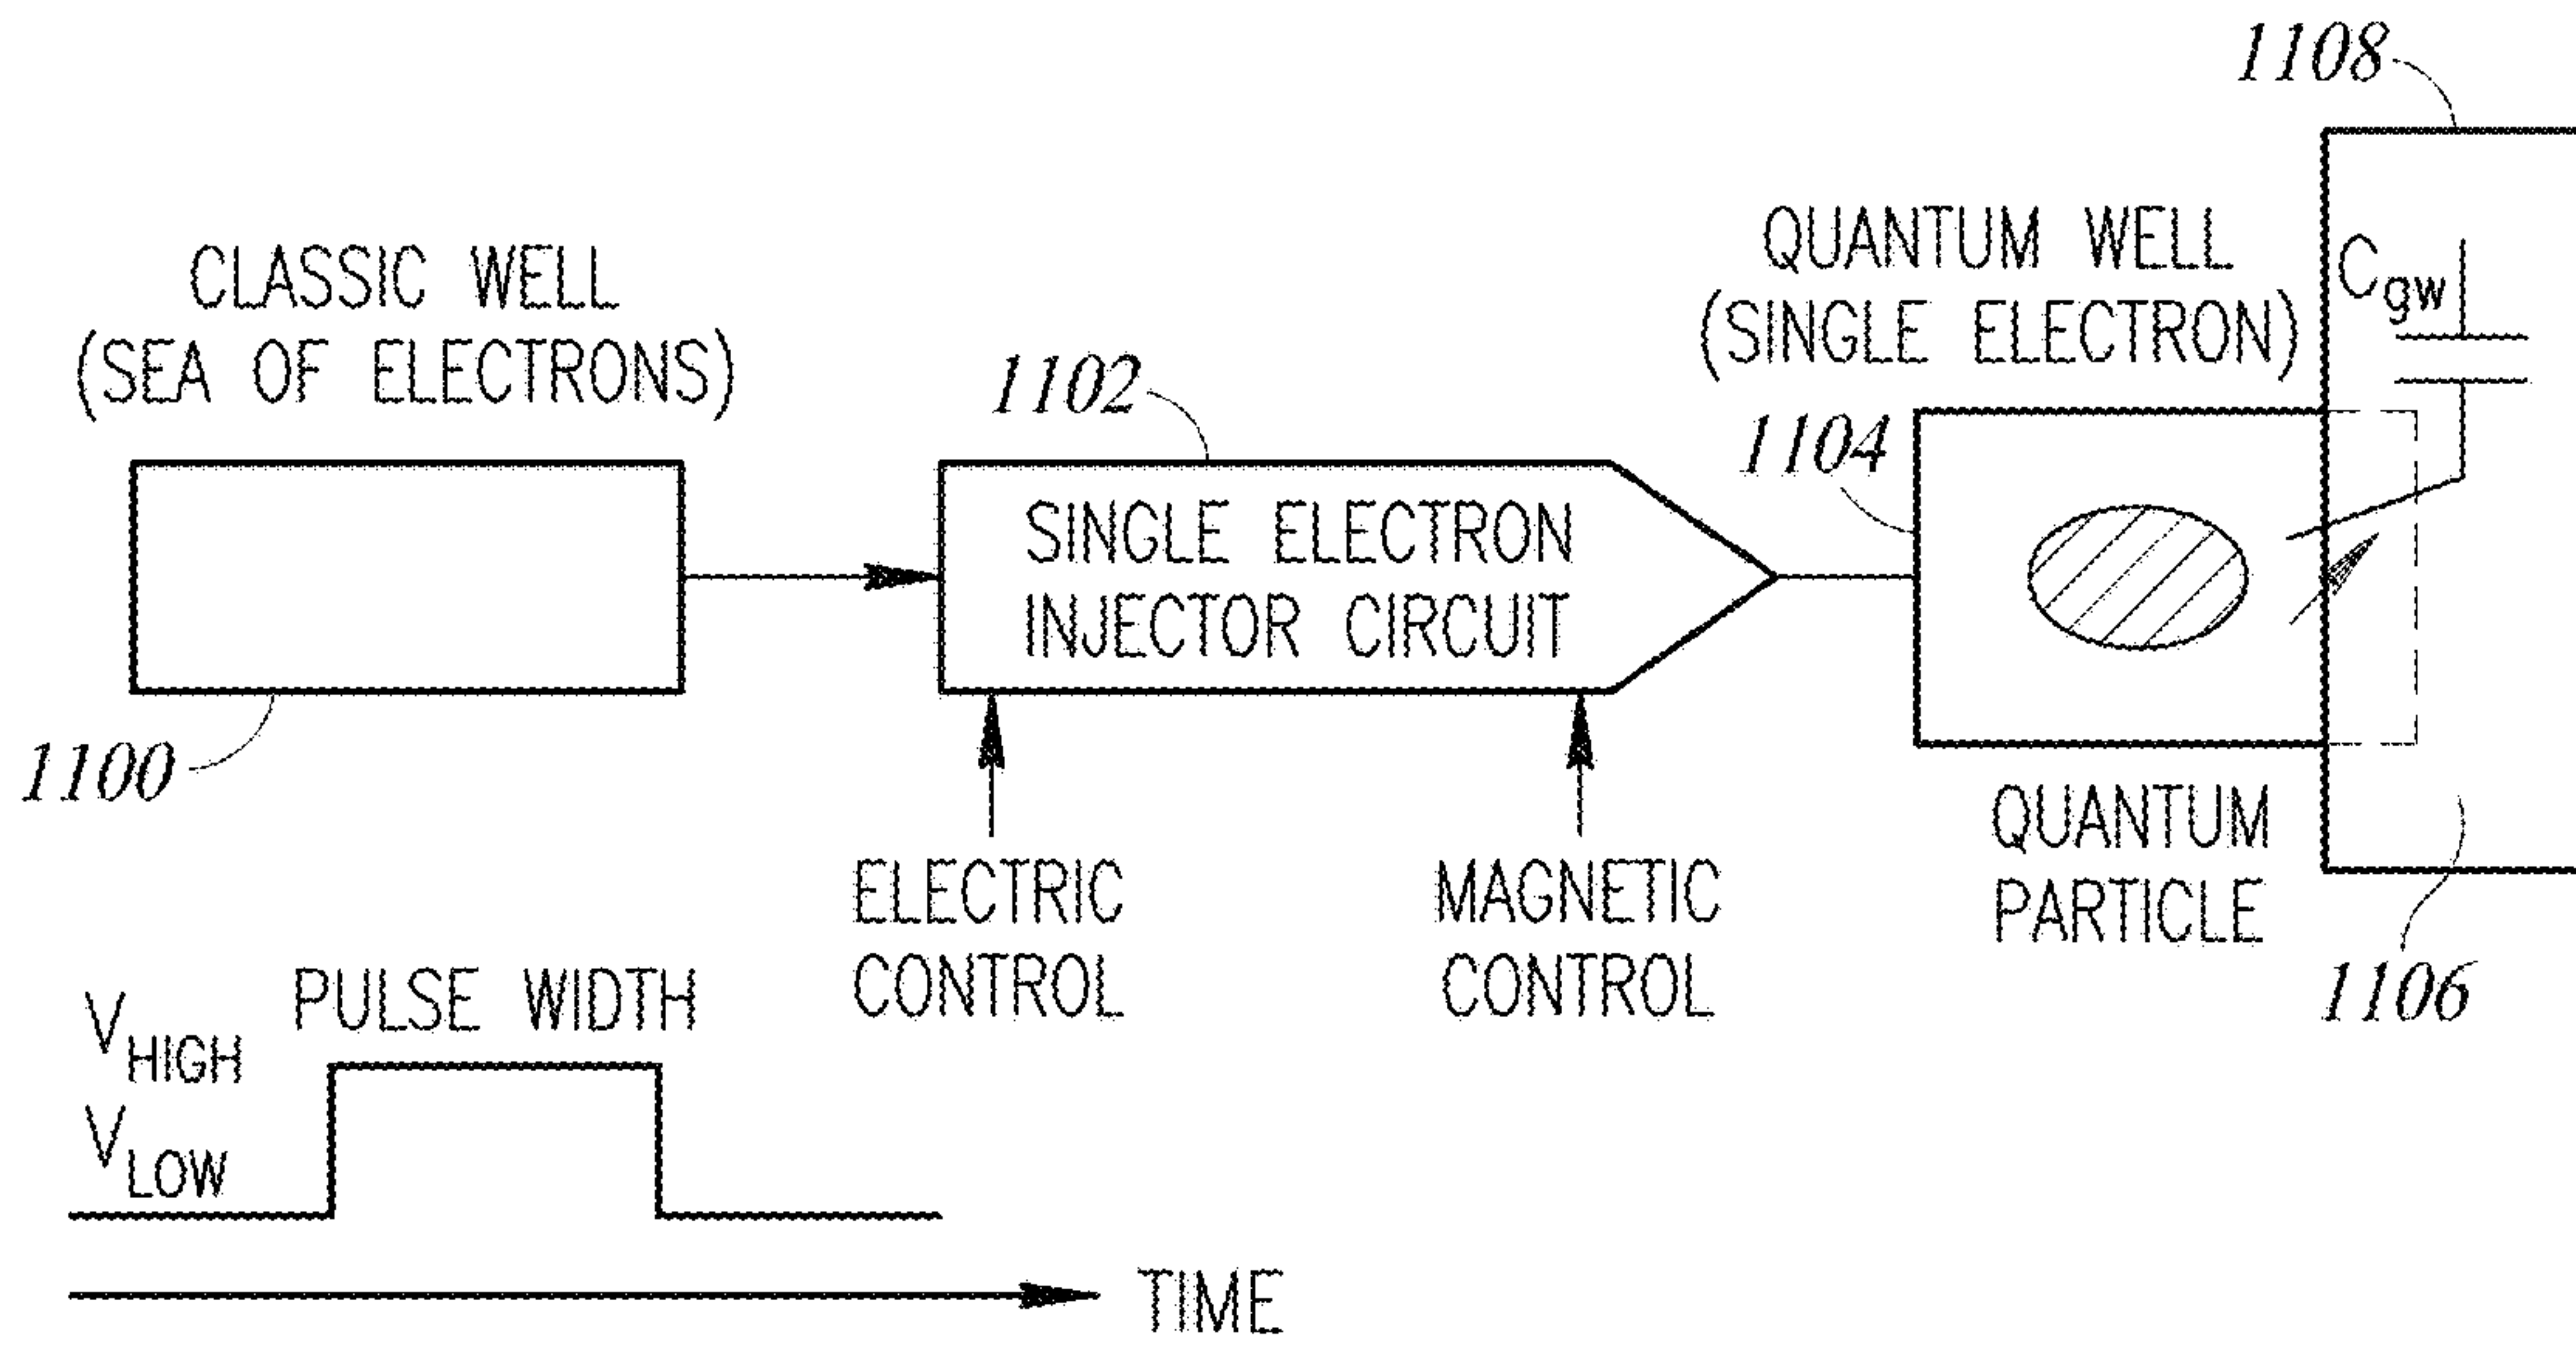 1108
CLASSIC WELL
(SEA OF ELECTRONS)
1102
QUANTUM WELL
(SINGLE ELECTRON)
Cgw
1104
SINGLE ELECTRON
INJECTOR CIRCUIT
1100
ELECTRIC
CONTROL
MAGNETIC
CONTROL
QUANTUM
PARTICLE
1106
PULSE WIDTH
VHIGH
VLOW
TIME